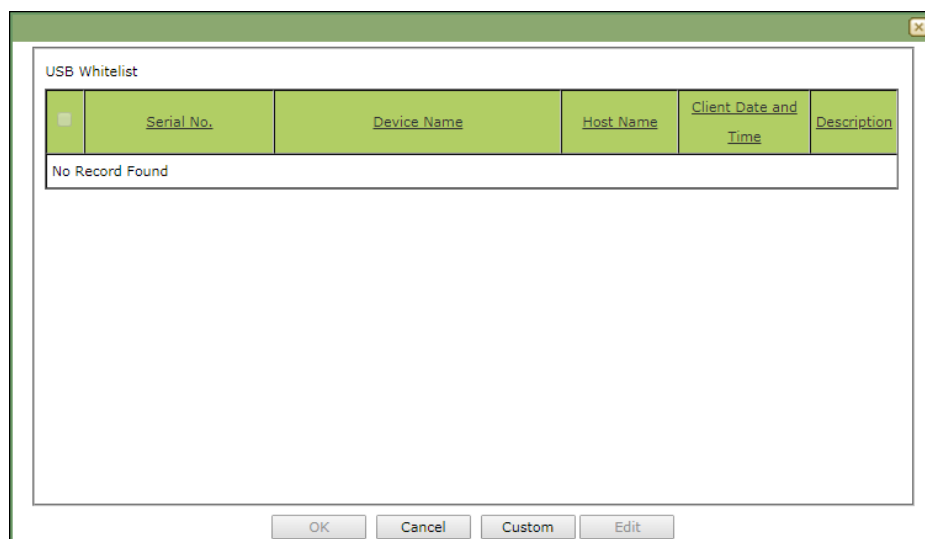 USB Whitelist
Serial No.
Device Name
Host Name
Client Date and
Time
Description
No Record Found
OK
Cancel
Custom
Edit